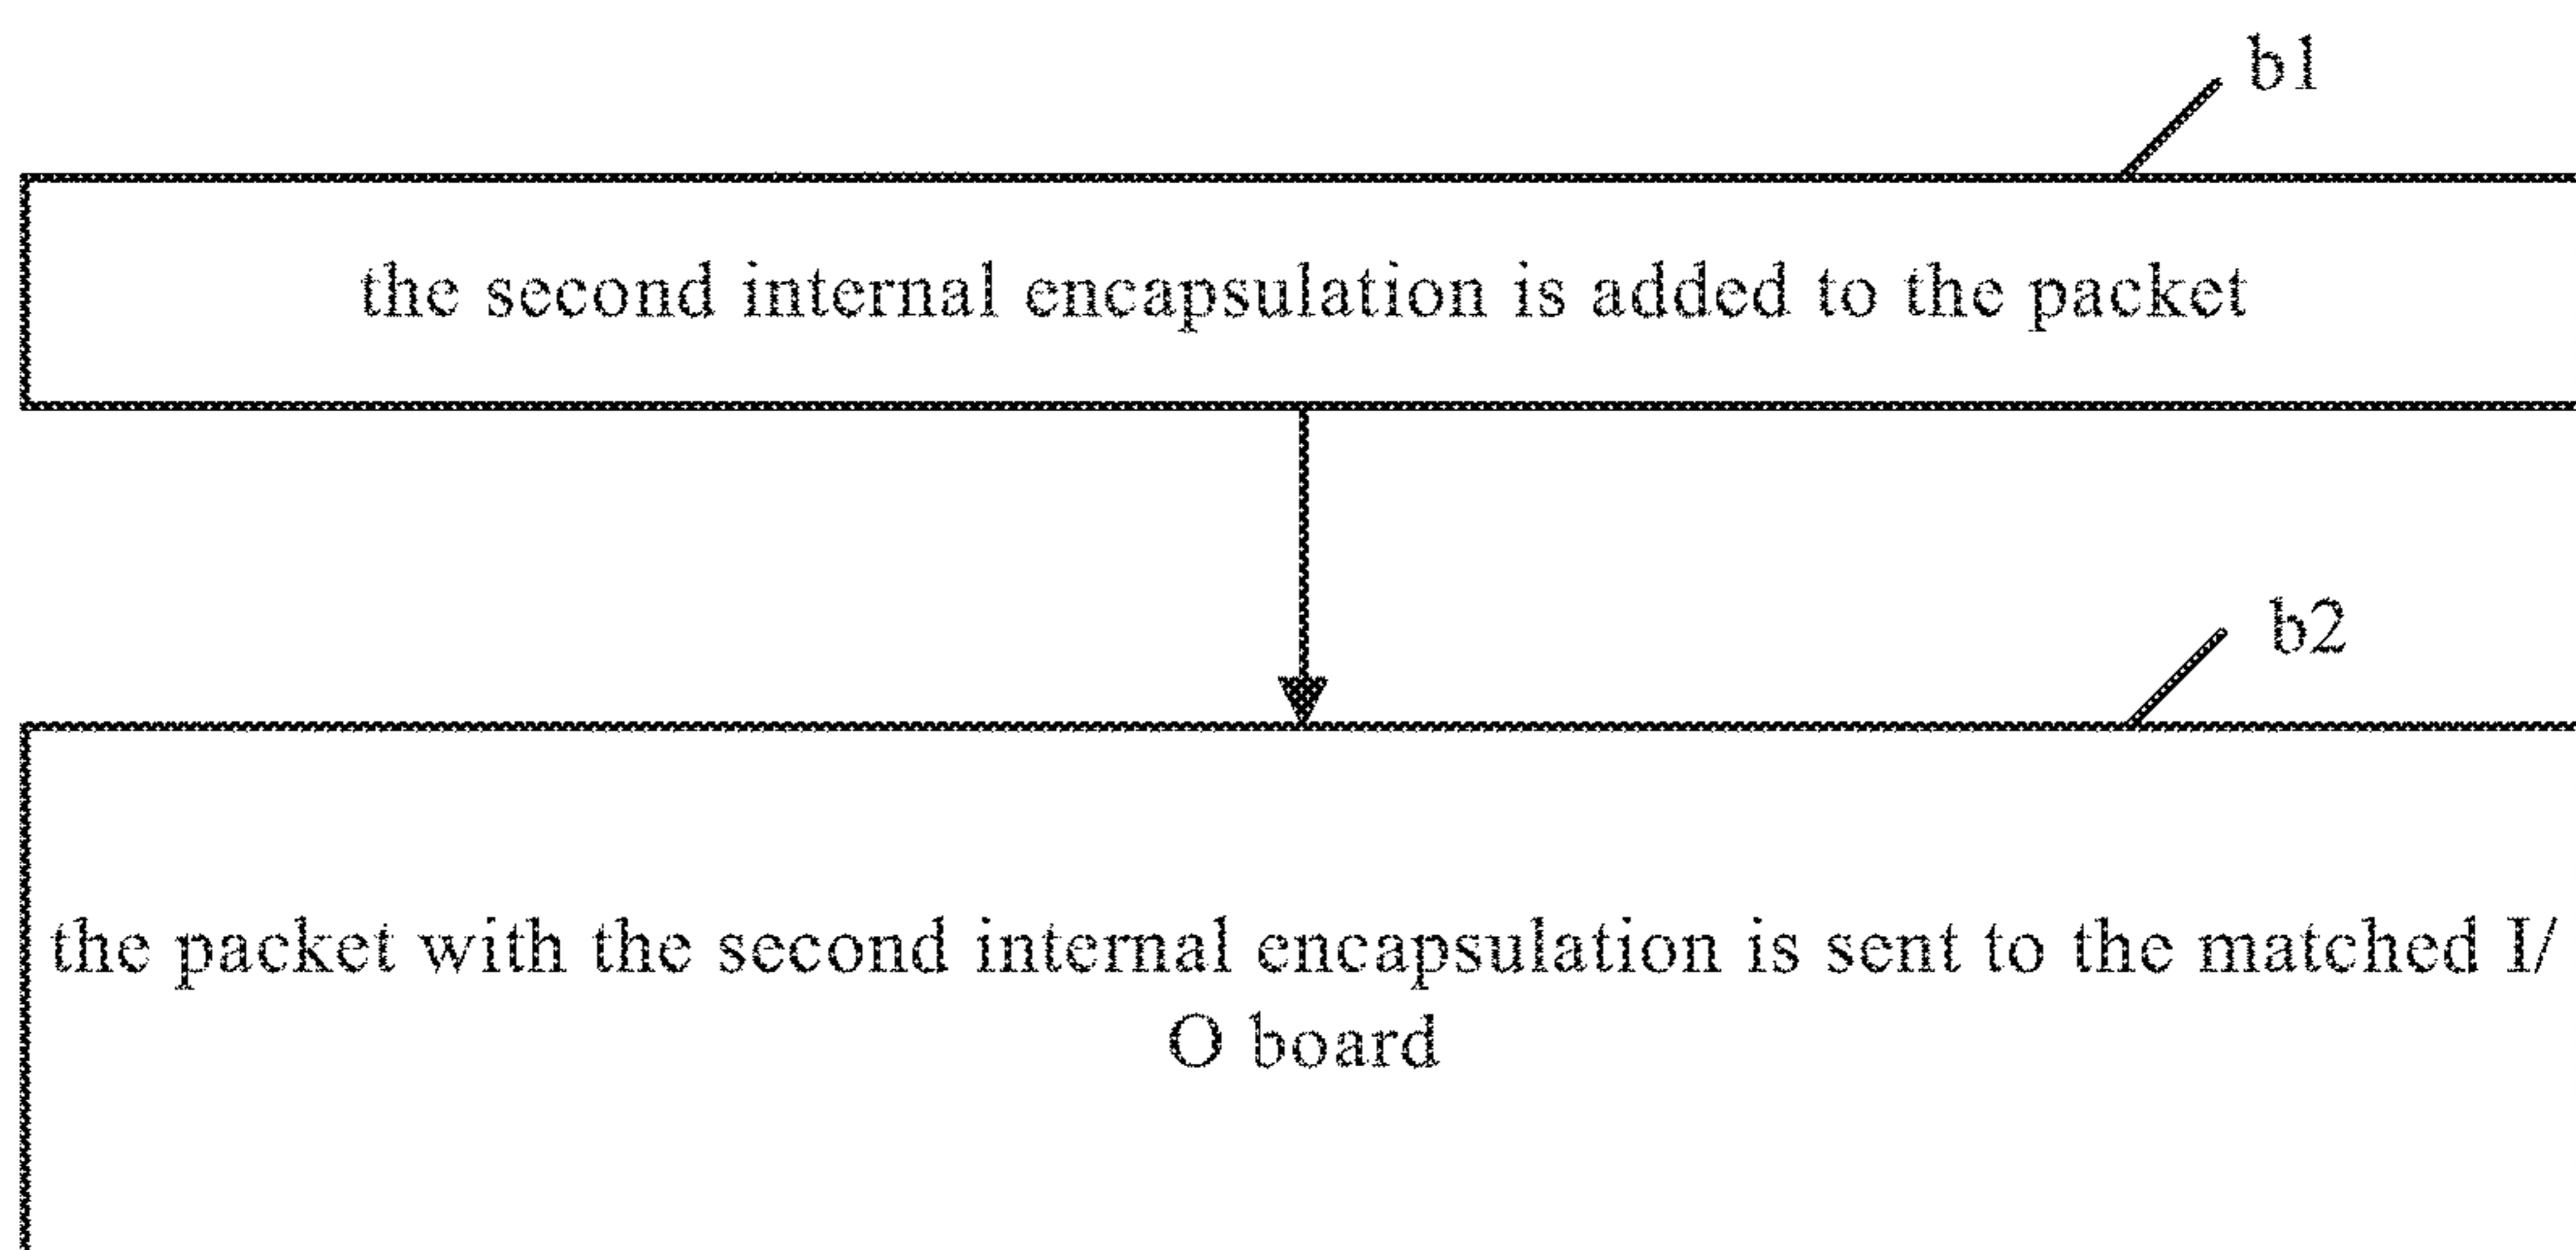 b1
the second internal encapsulation is added to the packet
b2
the packet with the second internal encapsulation is sent to the matched I/
O board